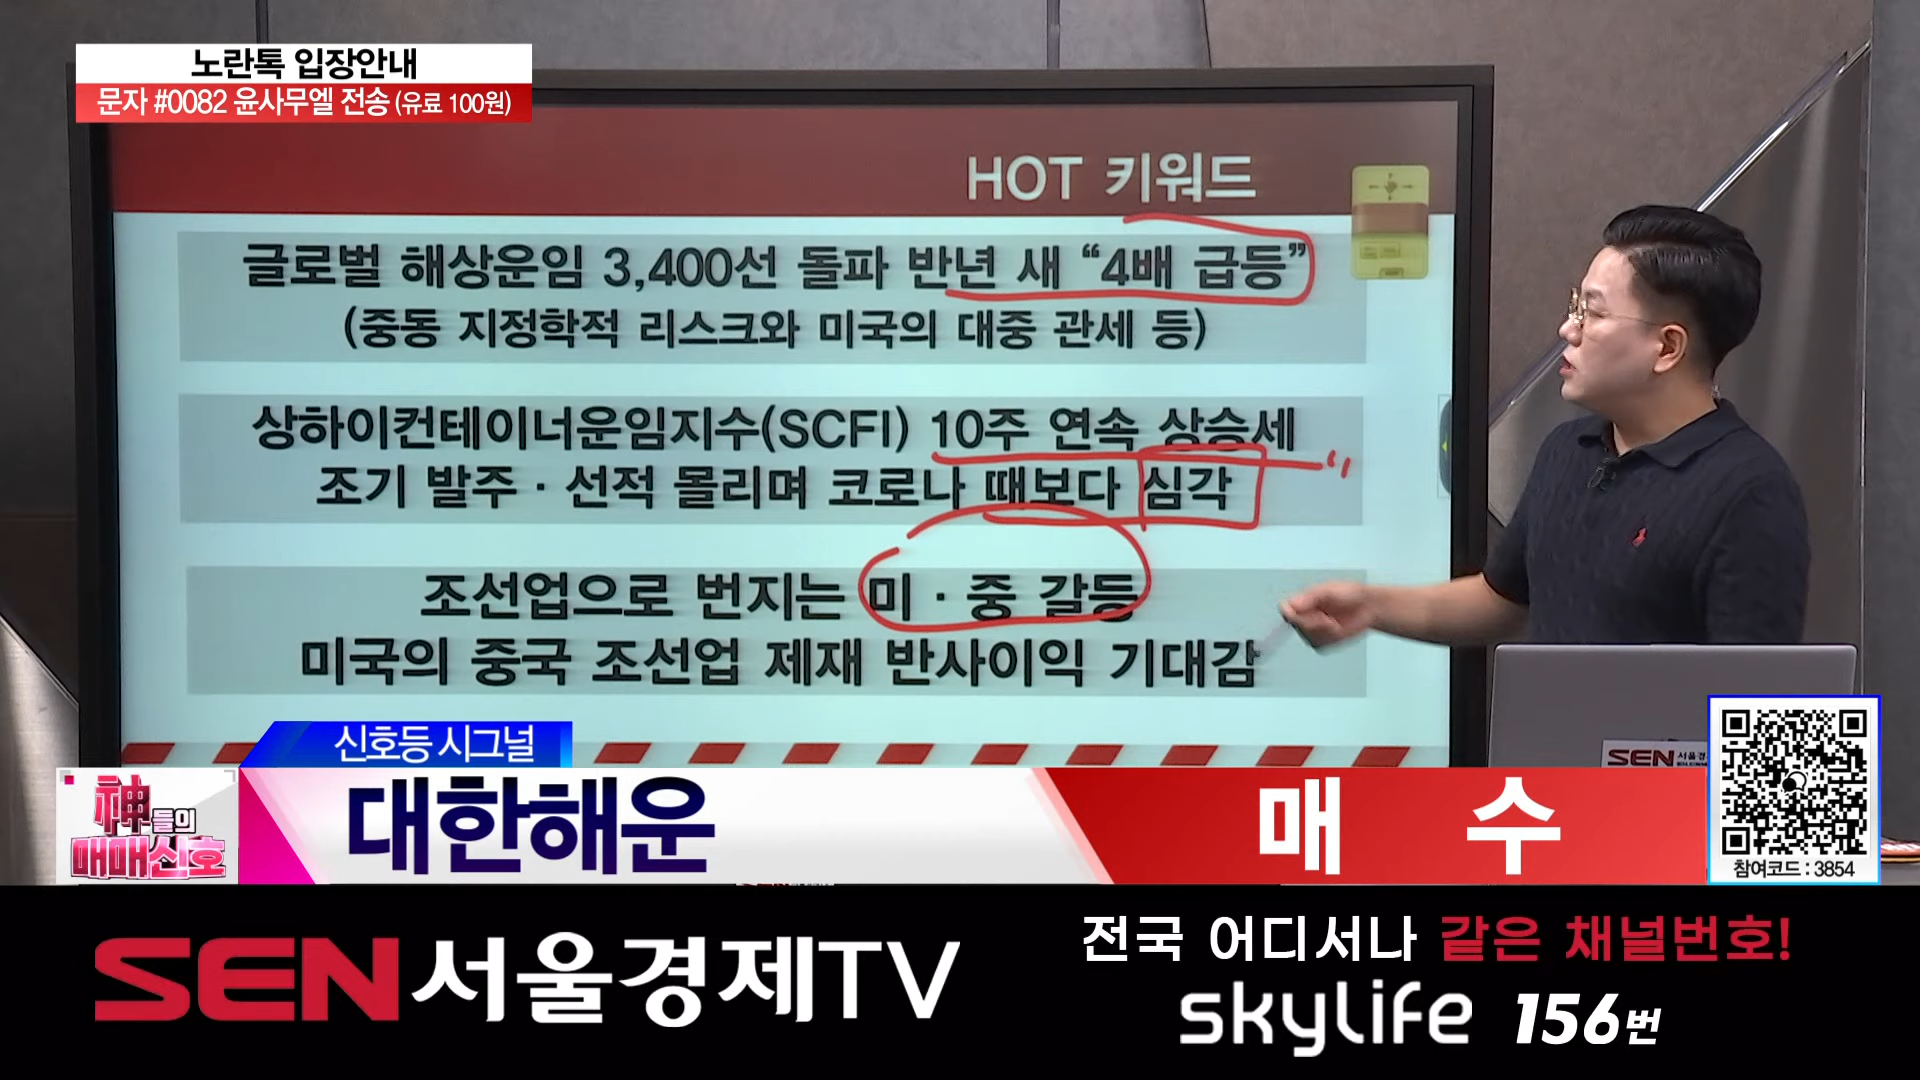 노란톡 입장안내
문자 #0082 윤사무엘 전송 (유료 100원)
HOT 키워드
글로벌 해상운임 3,400선 돌파 반년 새 “4배 급등”
(중동 지정학적 리스크와 미국의 대중 관세 등)
상하이컨테이너운임지수(SCFI) 10주 연속 상승세
조기 발주 · 선적 몰리며 코로나 때보다 심각
조선업으로 번지는 미 · 중 갈등
미국의 중국 조선업 제재 반사이익 기대감
신호등 시그널
神들의
매매신호
대한해운
매 수
SEN 서울경
참여코드 : 3854
SEN 서울경제TV
전국 어디서나 같은 채널번호!
skylife 156번